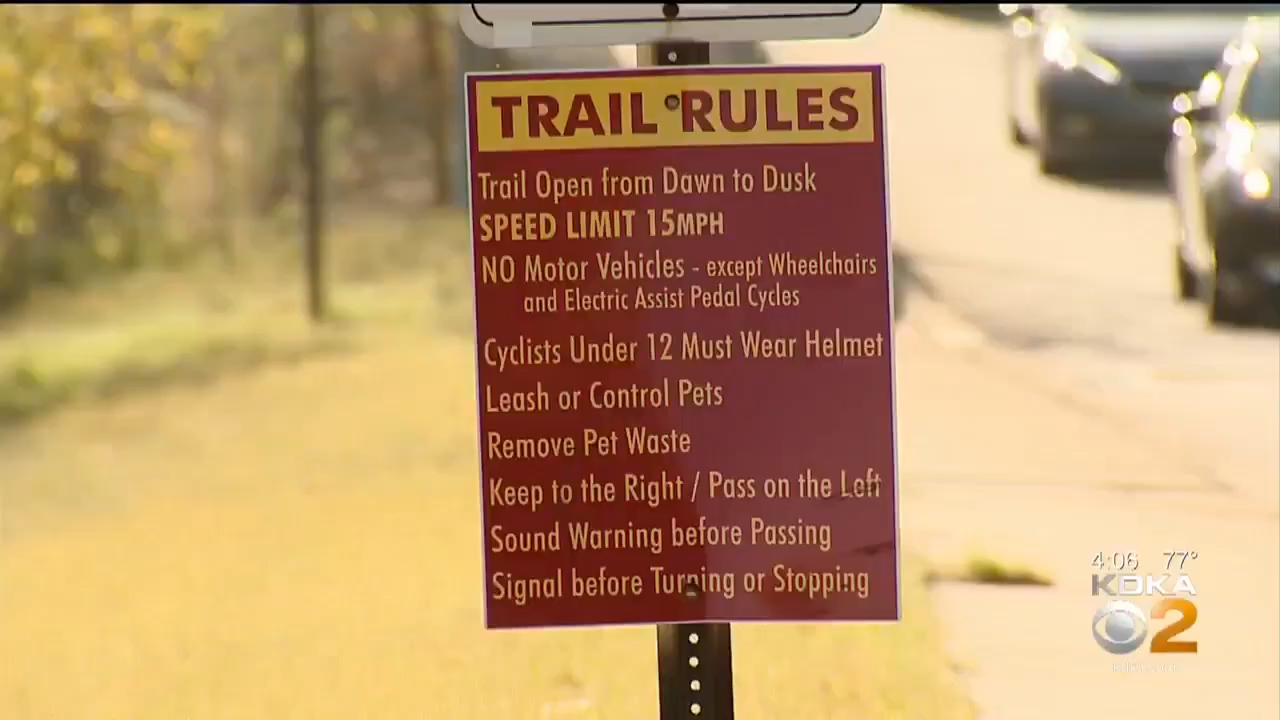 TRAIL RULES
Trail Open from Dawn to Dusk
SPEED LIMIT 15MPH
NO Motor Vehicles - except Wheelchairs
and Electric Assist Pedal Cycles
Cyclists Under 12 Must Wear Helmet
Leash or Control Pets
Remove Pet Waste
Keep to the Right / Pass on the Left
Sound Warning before Passing
Signal before Turning or Stopping
4:06 77°
KDKA
2